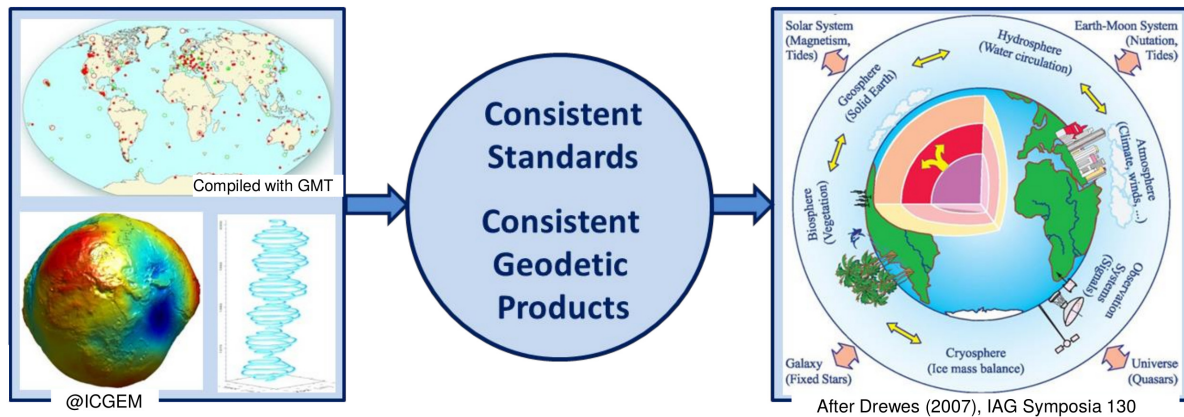 Compiled with GMT
@ICGEM
Consistent
Standards
Consistent
Geodetic
Products
Solar System
(Magnetism,
Tides)
Earth-Moon System
(Nutation,
Tides)
Hydrosphere
(Water circulation)
Geosphere
(Solid Earth)
Atmosphere
(Climate, winds, ...)
Biosphere
(Vegetation)
Observation
Systems
(Signals)
Cryosphere
(Ice mass balance)
Galaxy
(Fixed Stars)
Universe
(Quasars)
After Drewes (2007), IAG Symposia 130